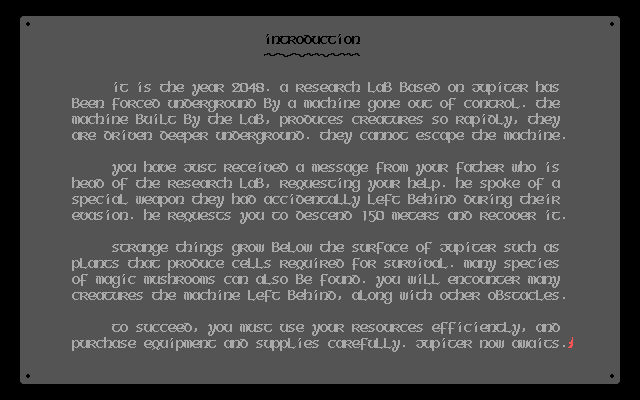 introduction
it is the year 2048. a research lab based on jupiter has
been forced underground by a machine gone out of control. the
machine built by the lab, produces creatures so rapidly, they
are driven deeper underground. they cannot escape the machine.
you have just received a message from your father who is
head of the research lab, requesting your help. he spoke of a
special weapon they had accidentally left behind during their
evasion. he requests you to descend 150 meters and recover it.
strange things grow below the surface of jupiter such as
plants that produce cells required for survival. many species
of magic mushrooms can also be found. you will encounter many
creatures the machine left behind, along with other obstacles.
to succeed, you must use your resources efficiently, and
purchase equipment and supplies carefully. jupiter now awaits.